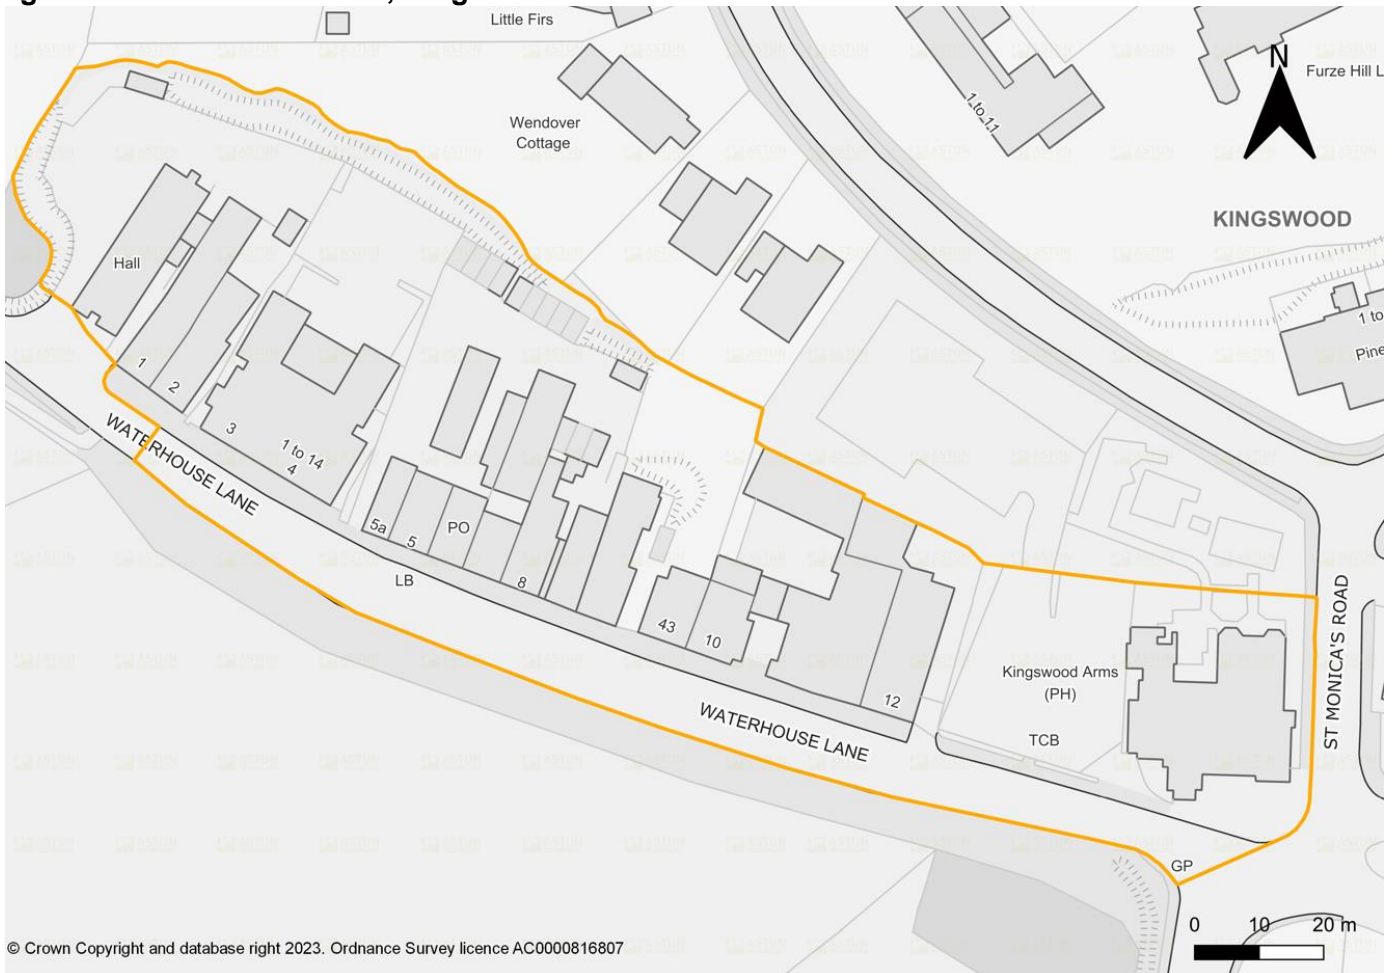 Little Firs
N
Furze Hill L
1 to 11
Wendover
Cottage
KINGSWOOD
Hall
1 to
Pine
1
2
3
1 to 14
4
WATERHOUSE LANE
5a
5
PO
8
LB
43
10
12
WATERHOUSE LANE
Kingswood Arms
(PH)
TCB
ST MONICA'S ROAD
GP
0 10 20 m
© Crown Copyright and database right 2023. Ordnance Survey licence AC0000816807